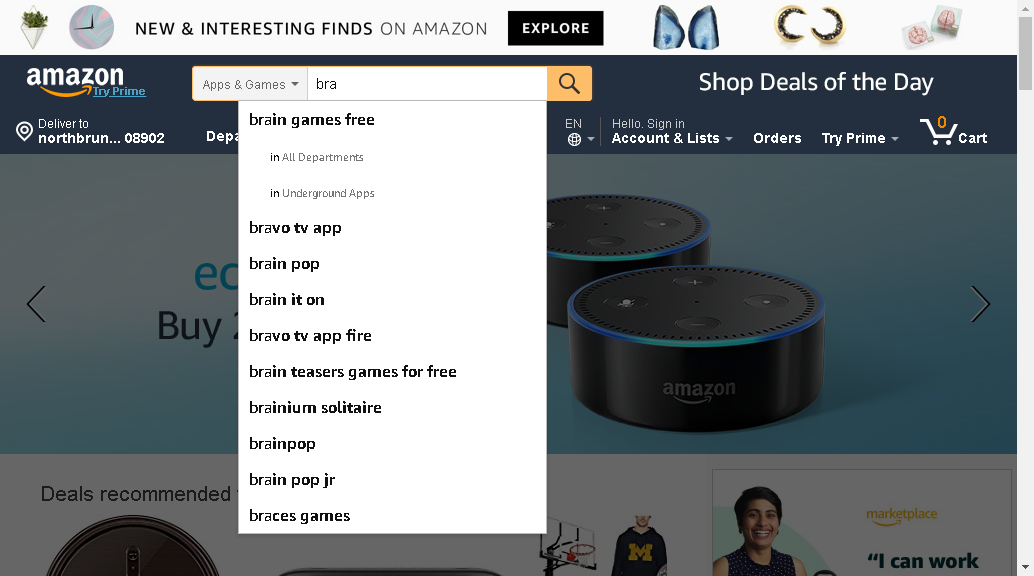 NEW & INTERESTING FINDS ON AMAZON EXPLORE
amazon
Try Prime
Apps & Games
bra
Shop Deals of the Day
Deliver to
northbrun... 08902
Depa
EN
Hello. Sign in
Account & Lists
Orders
Try Prime
0
Cart
brain games free
in All Departments
in Underground Apps
bravo tv app
brain pop
brain it on
bravo tv app fire
brain teasers games for free
brainium solitaire
brainpop
brain pop jr
braces games
ec
Buy 2
amazon
Deals recommended
M
marketplace
“I can work